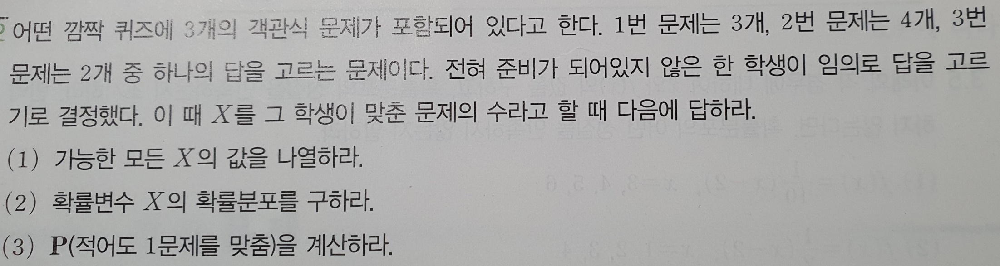 어떤 깜짝 퀴즈에 3개의 객관식 문제가 포함되어 있다고 한다. 1번 문제는 3개, 2번 문제는 4개, 3번
문제는 2개 중 하나의 답을 고르는 문제이다. 전혀 준비가 되어있지 않은 한 학생이 임의로 답을 고르
기로 결정했다. 이 때 X를 그 학생이 맞춘 문제의 수라고 할 때 다음에 답하라.
(1) 가능한 모든 X의 값을 나열하라.
(2) 확률변수 X의 확률분포를 구하라.
(3) P(적어도 1문제를 맞춤)을 계산하라.